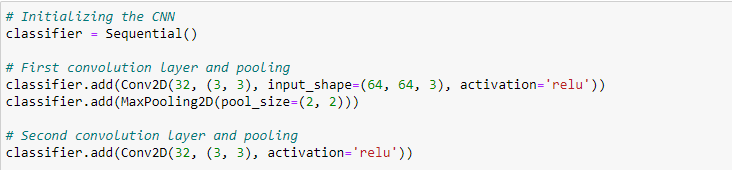 # Initializing the CNN
classifier = Sequential()
# First convolution layer and pooling
classifier.add(Conv2D(32, (3, 3), input_shape=(64, 64, 3), activation='relu'))
classifier.add(MaxPooling2D(pool_size=(2, 2)))
# Second convolution layer and pooling
classifier.add(Conv2D(32, (3, 3), activation='relu'))